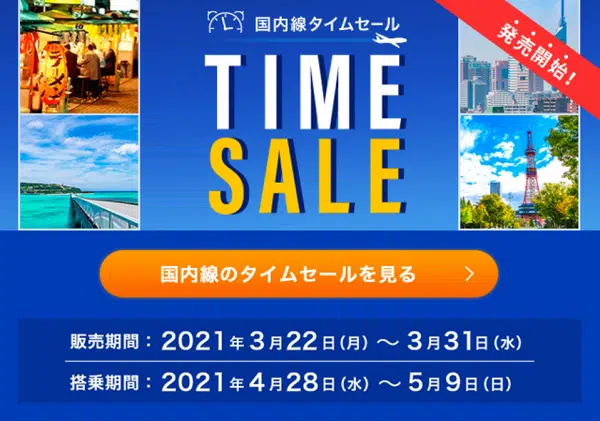 国内線タイムセール
発売開始!
TIME
SALE
国内線のタイムセールを見る
販売期間：2021年3月22日(月)～3月31日(水)
搭乗期間：2021年4月28日(水)～5月9日(日)